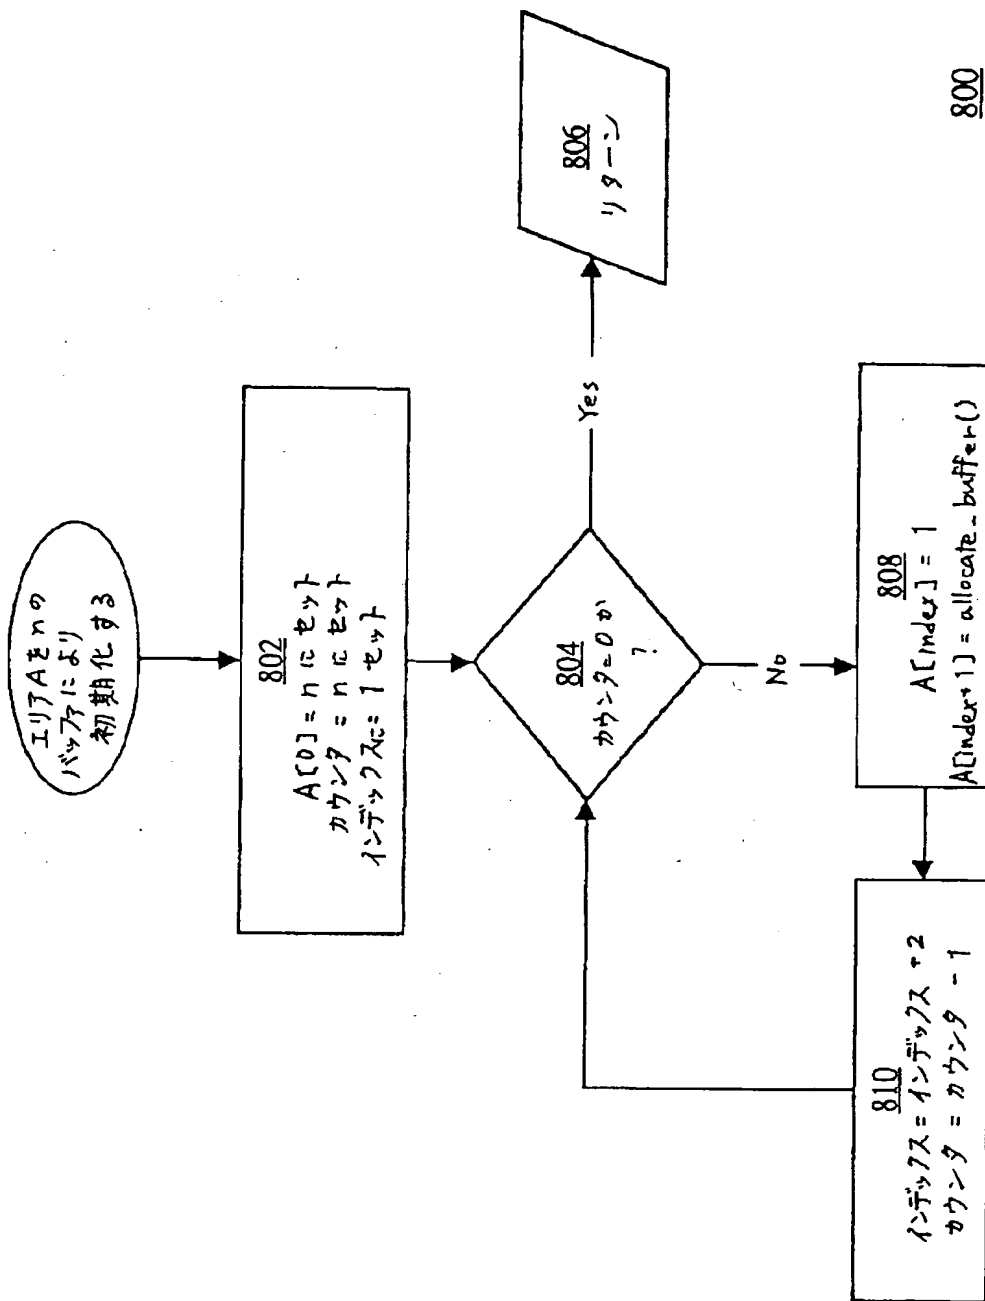 エリアAをnの
バッファにより
初期化する
802
A[0]=nにセット
カウンタ=nにセット
インデックスに=1セット
804
カウンタ=0か
?
Yes
806
リターン
No
808
A[index]=1
A[index+1]=allocate_buffer()
810
インデックス=インデックス+2
カウンタ=カウンタ-1
800